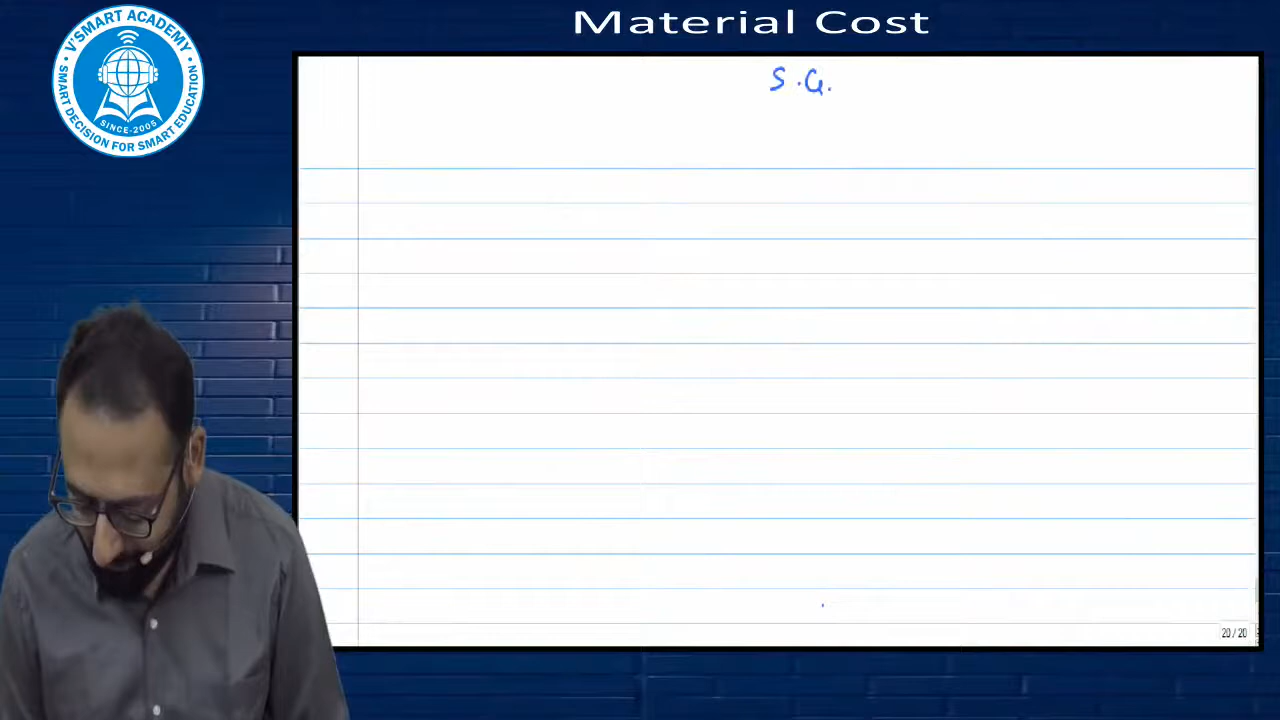 Material Cost
V'SMART ACADEMY
SINCE-2005
SMART DECISION FOR SMART EDUCATION
S.G.
20 / 20